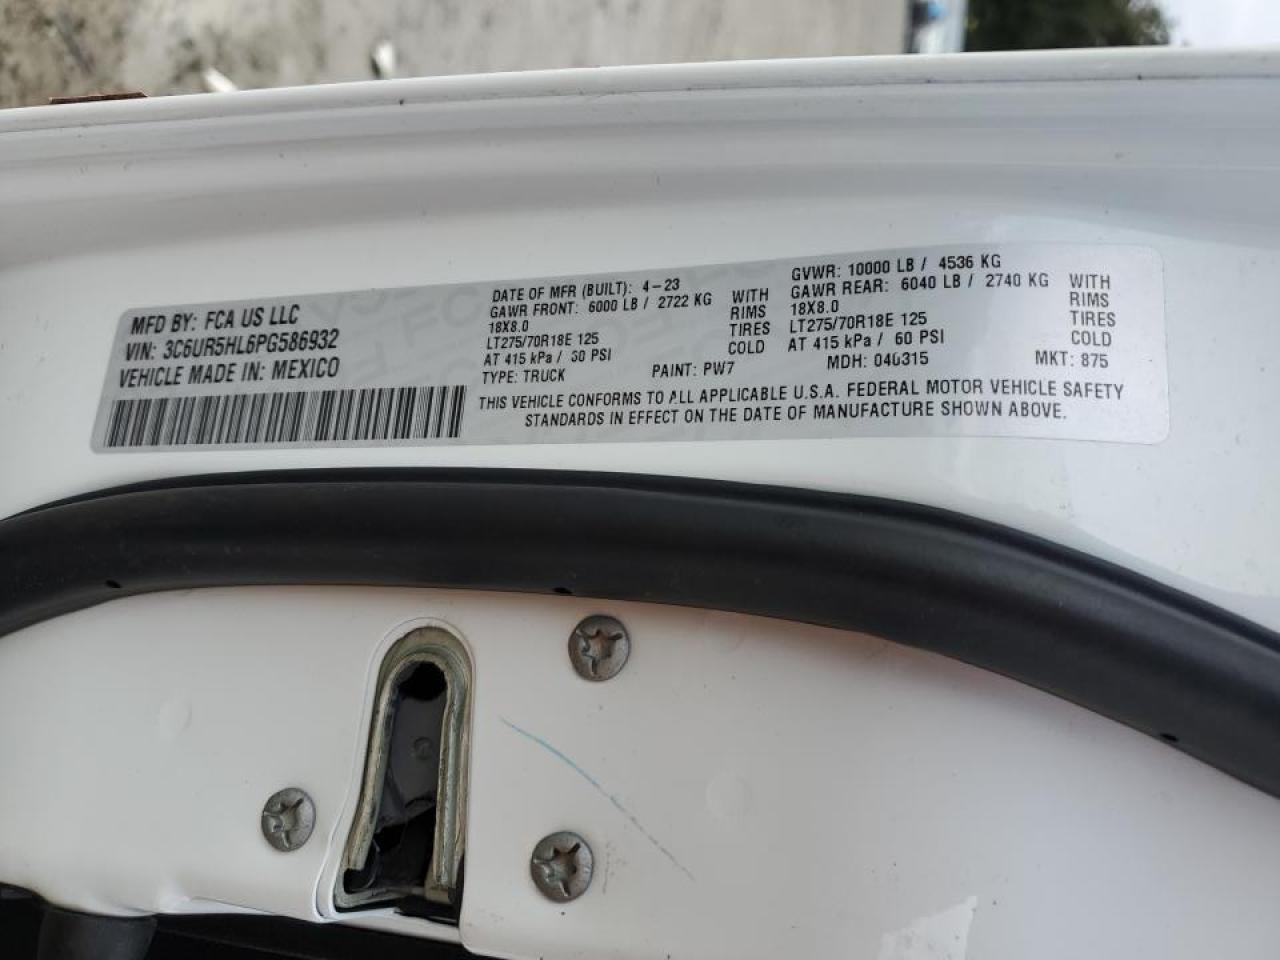 MFD BY: FCA US LLC
VIN: 3C6UR5HL6PG586932
VEHICLE MADE IN: MEXICO
DATE OF MFR (BUILT): 4-23
GAWR FRONT: 6000 LB / 2722 KG
18X8.0
LT275/70R18E 125
AT 415 kPa / 60 PSI
WITH
RIMS
TIRES
COLD
GVWR: 10000 LB / 4536 KG
GAWR REAR: 6040 LB / 2740 KG
18X8.0
LT275/70R18E 125
AT 415 kPa / 60 PSI
WITH
RIMS
TIRES
COLD
TYPE: TRUCK PAINT: PW7 MDH: 040315 MKT: 875
THIS VEHICLE CONFORMS TO ALL APPLICABLE U.S.A. FEDERAL MOTOR VEHICLE SAFETY
STANDARDS IN EFFECT ON THE DATE OF MANUFACTURE SHOWN ABOVE.